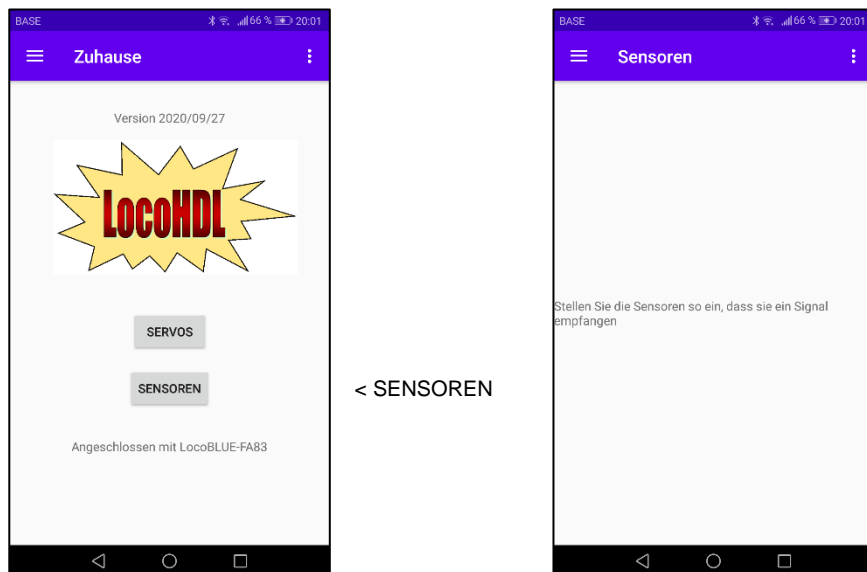 BASE 66 % 20:01
Zuhause
Version 2020/09/27
LocoHDL
SERVOS
SENSOREN
Angeschlossen mit LocoBLUE-FA83
< SENSOREN
BASE 66 % 20:01
Sensoren
Stellen Sie die Sensoren so ein, dass sie ein Signal
empfangen